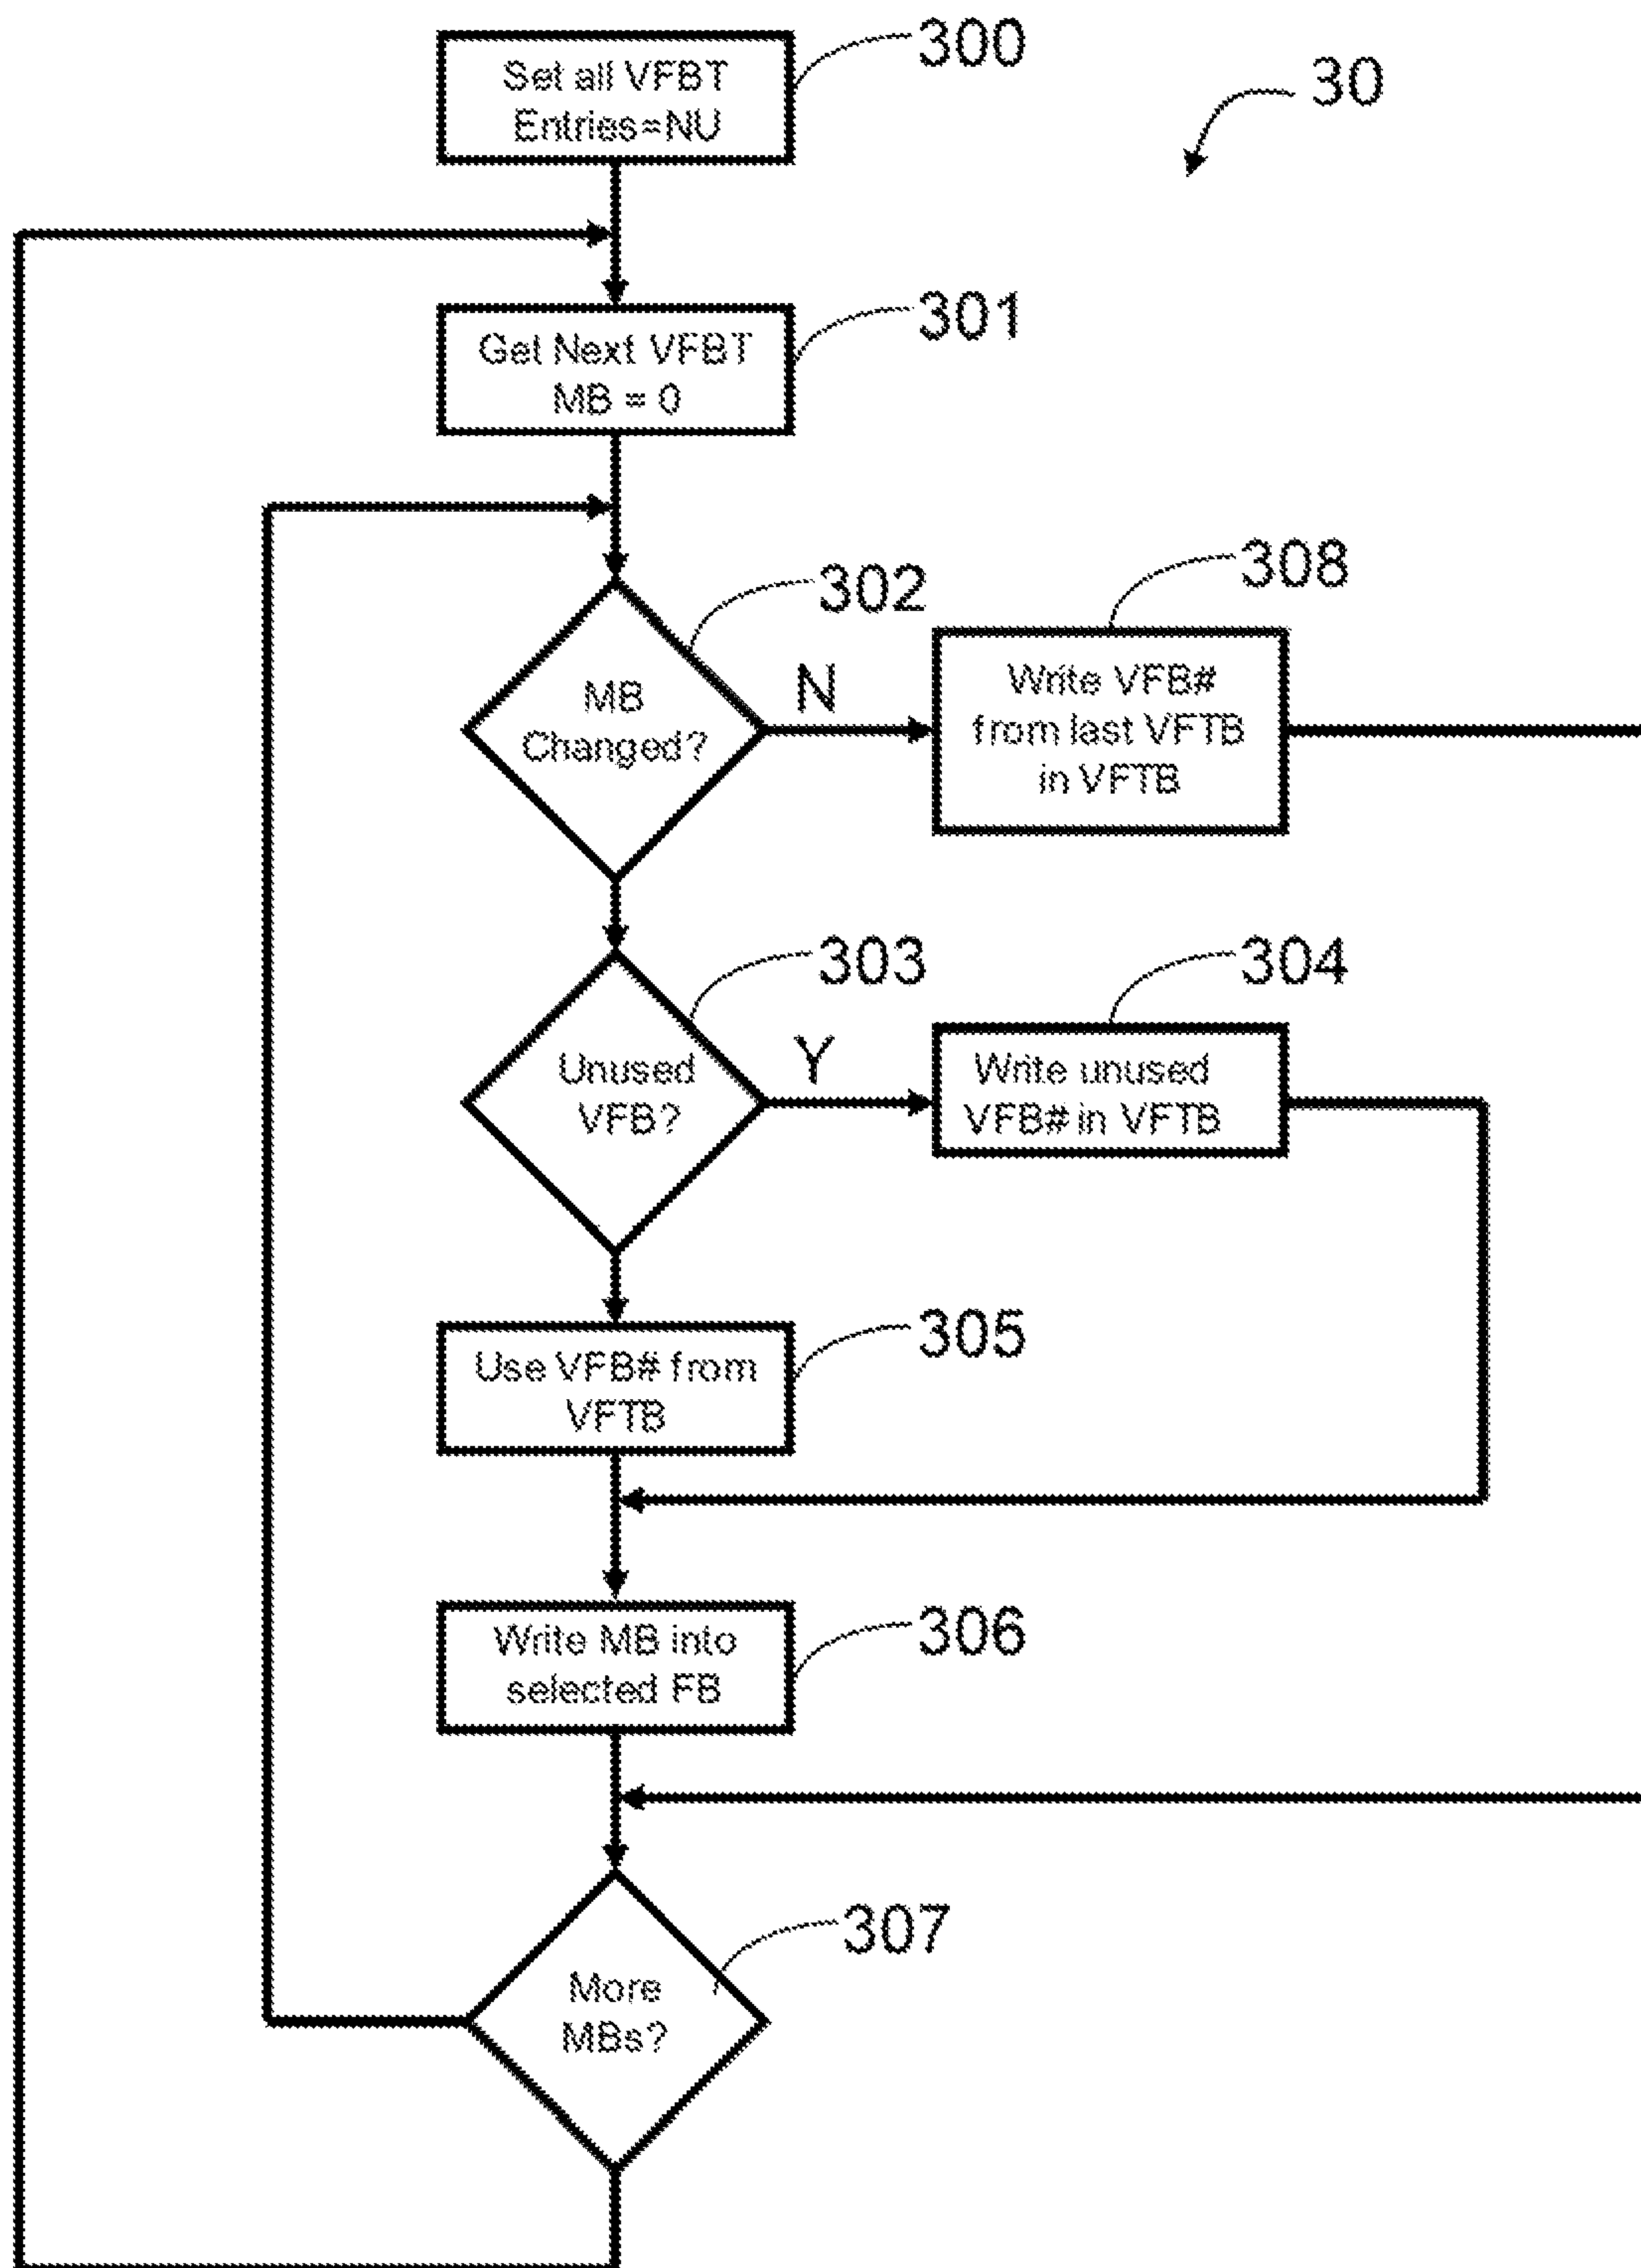 300
Set all VFBT
Entries=NU
30
301
Get Next VFBT
MB = 0
302
308
MB
Changed?
N
Write VFB#
from last VFTB
in VFTB
303
304
Unused
VFB?
Y
Write unused
VFB# in VFTB
305
Use VFB# from
VFTB
306
Write MB into
selected FB
307
More
MBs?